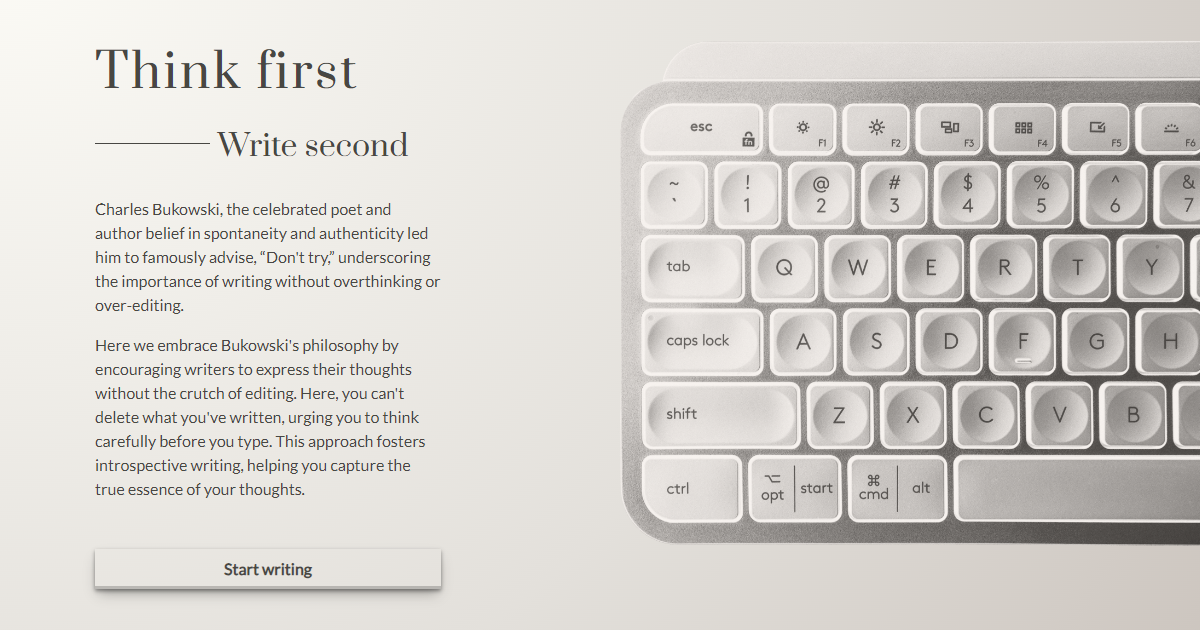 Think first
Write second
Charles Bukowski, the celebrated poet and
author belief in spontaneity and authenticity led
him to famously advise, “Don't try,” underscoring
the importance of writing without overthinking or
over-editing.
Here we embrace Bukowski's philosophy by
encouraging writers to express their thoughts
without the crutch of editing. Here, you can't
delete what you've written, urging you to think
carefully before you type. This approach fosters
introspective writing, helping you capture the
true essence of your thoughts.
Start writing
esc fn F1 F2 F3 F4 F5 F6
~ ! @ # $ % ^ &
` 1 2 3 4 5 6 7
tab Q W E R T Y
caps lock A S D F G H
shift Z X C V B
ctrl ⌥ opt start ⌘ cmd alt